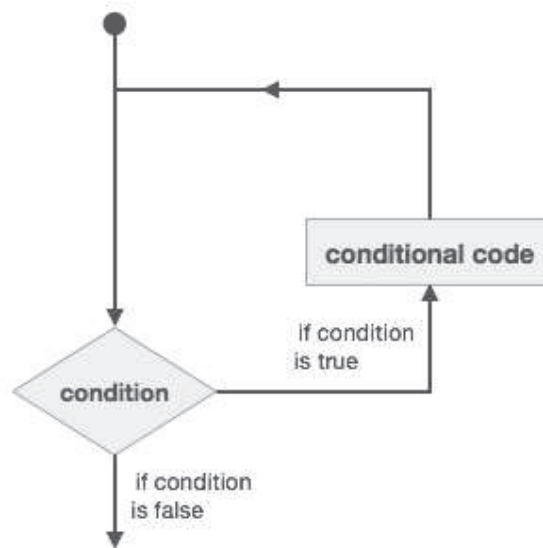 conditional code
if condition
is true
condition
if condition
is false